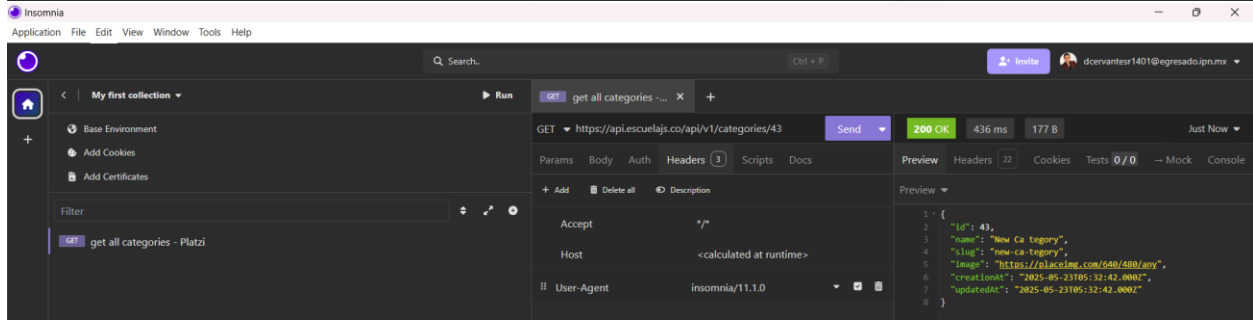 Insomnia
Application File Edit View Window Tools Help
Search.. Ctrl + P
Invite dcervantesr1401@egresado.ipn.mx
My first collection Run
Base Environment
Add Cookies
Add Certificates
Filter
GET get all categories - Platzi
GET get all categories -...
GET https://api.escuelajs.co/api/v1/categories/43 Send
Params Body Auth Headers 3 Scripts Docs
Add Delete all Description
Accept */*
Host <calculated at runtime>
User-Agent insomnia/11.1.0
200 OK 436 ms 177 B Just Now
Preview Headers 22 Cookies Tests 0 / 0 → Mock Console
Preview
1 {
2 "id": 43,
3 "name": "New Ca tegory",
4 "slug": "new-ca-tegory",
5 "image": "https://placeimg.com/640/480/any",
6 "creationAt": "2025-05-23T05:32:42.000Z",
7 "updatedAt": "2025-05-23T05:32:42.000Z"
8 }